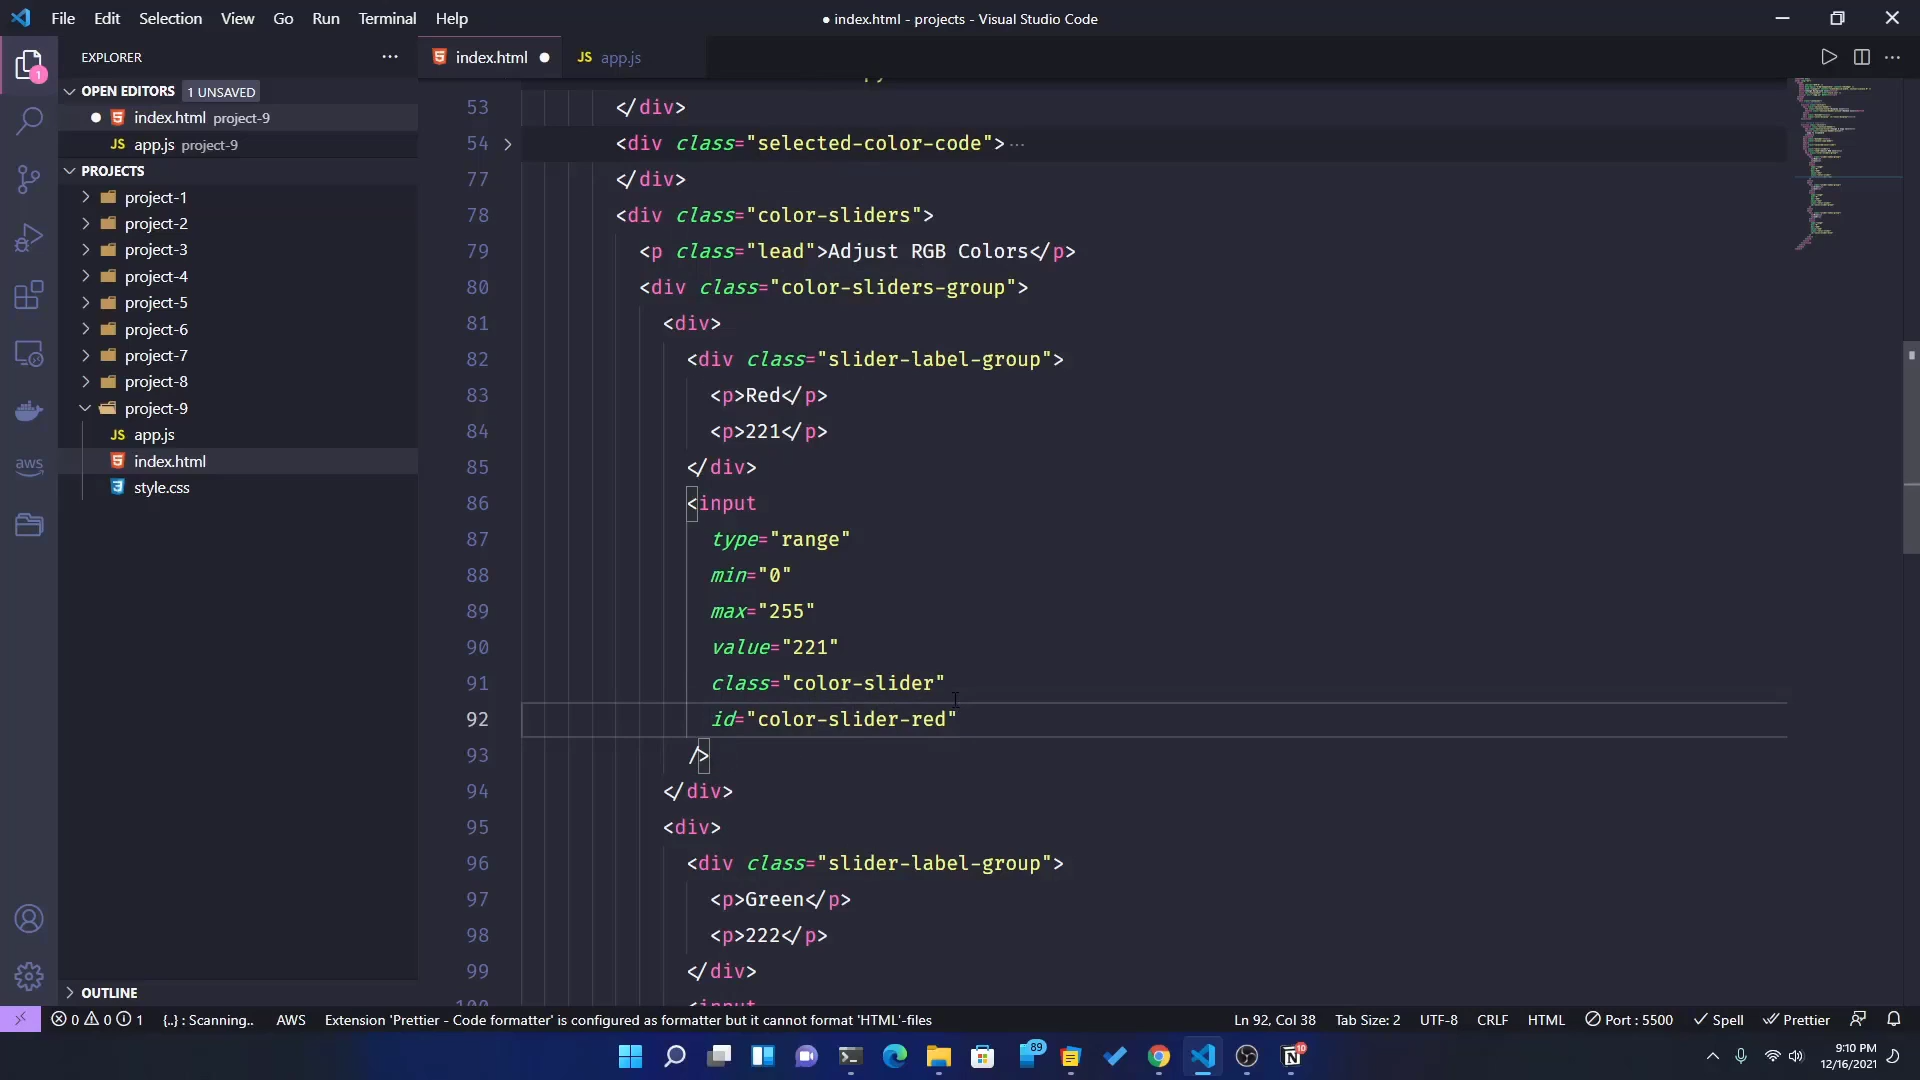 File Edit Selection View Go Run Terminal Help
● index.html - projects - Visual Studio Code
EXPLORER
OPEN EDITORS 1 UNSAVED
index.html project-9
JS app.js project-9
PROJECTS
project-1
project-2
project-3
project-4
project-5
project-6
project-7
project-8
project-9
JS app.js
index.html
style.css
OUTLINE
1
aws
index.html
JS app.js
53 </div>
54 <div class="selected-color-code"> ...
77 </div>
78 <div class="color-sliders">
79 <p class="lead">Adjust RGB Colors</p>
80 <div class="color-sliders-group">
81 <div>
82 <div class="slider-label-group">
83 <p>Red</p>
84 <p>221</p>
85 </div>
86 <input
87 type="range"
88 min="0"
89 max="255"
90 value="221"
91 class="color-slider"
92 id="color-slider-red"
93 />
94 </div>
95 <div>
96 <div class="slider-label-group">
97 <p>Green</p>
98 <p>222</p>
99 </div>
100 <input
0 0 1 {..} : Scanning.. AWS Extension 'Prettier - Code formatter' is configured as formatter but it cannot format 'HTML'-files
Ln 92, Col 38 Tab Size: 2 UTF-8 CRLF HTML Port : 5500 Spell Prettier
89
10
9:10 PM
12/16/2021